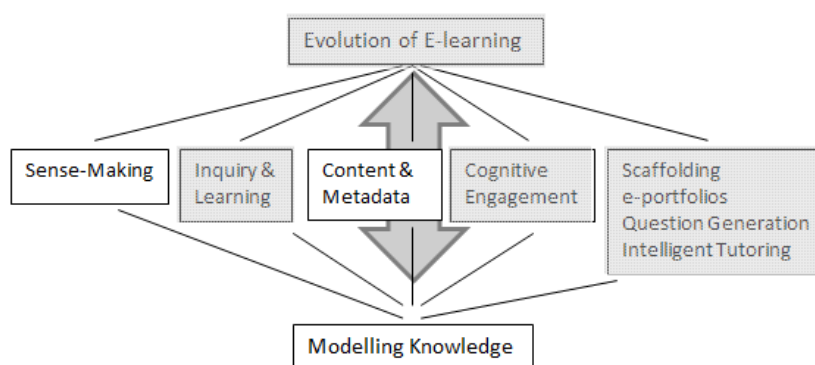 Evolution of E-learning
Sense-Making
Inquiry &
Learning
Content &
Metadata
Cognitive
Engagement
Scaffolding
e-portfolios
Question Generation
Intelligent Tutoring
Modelling Knowledge